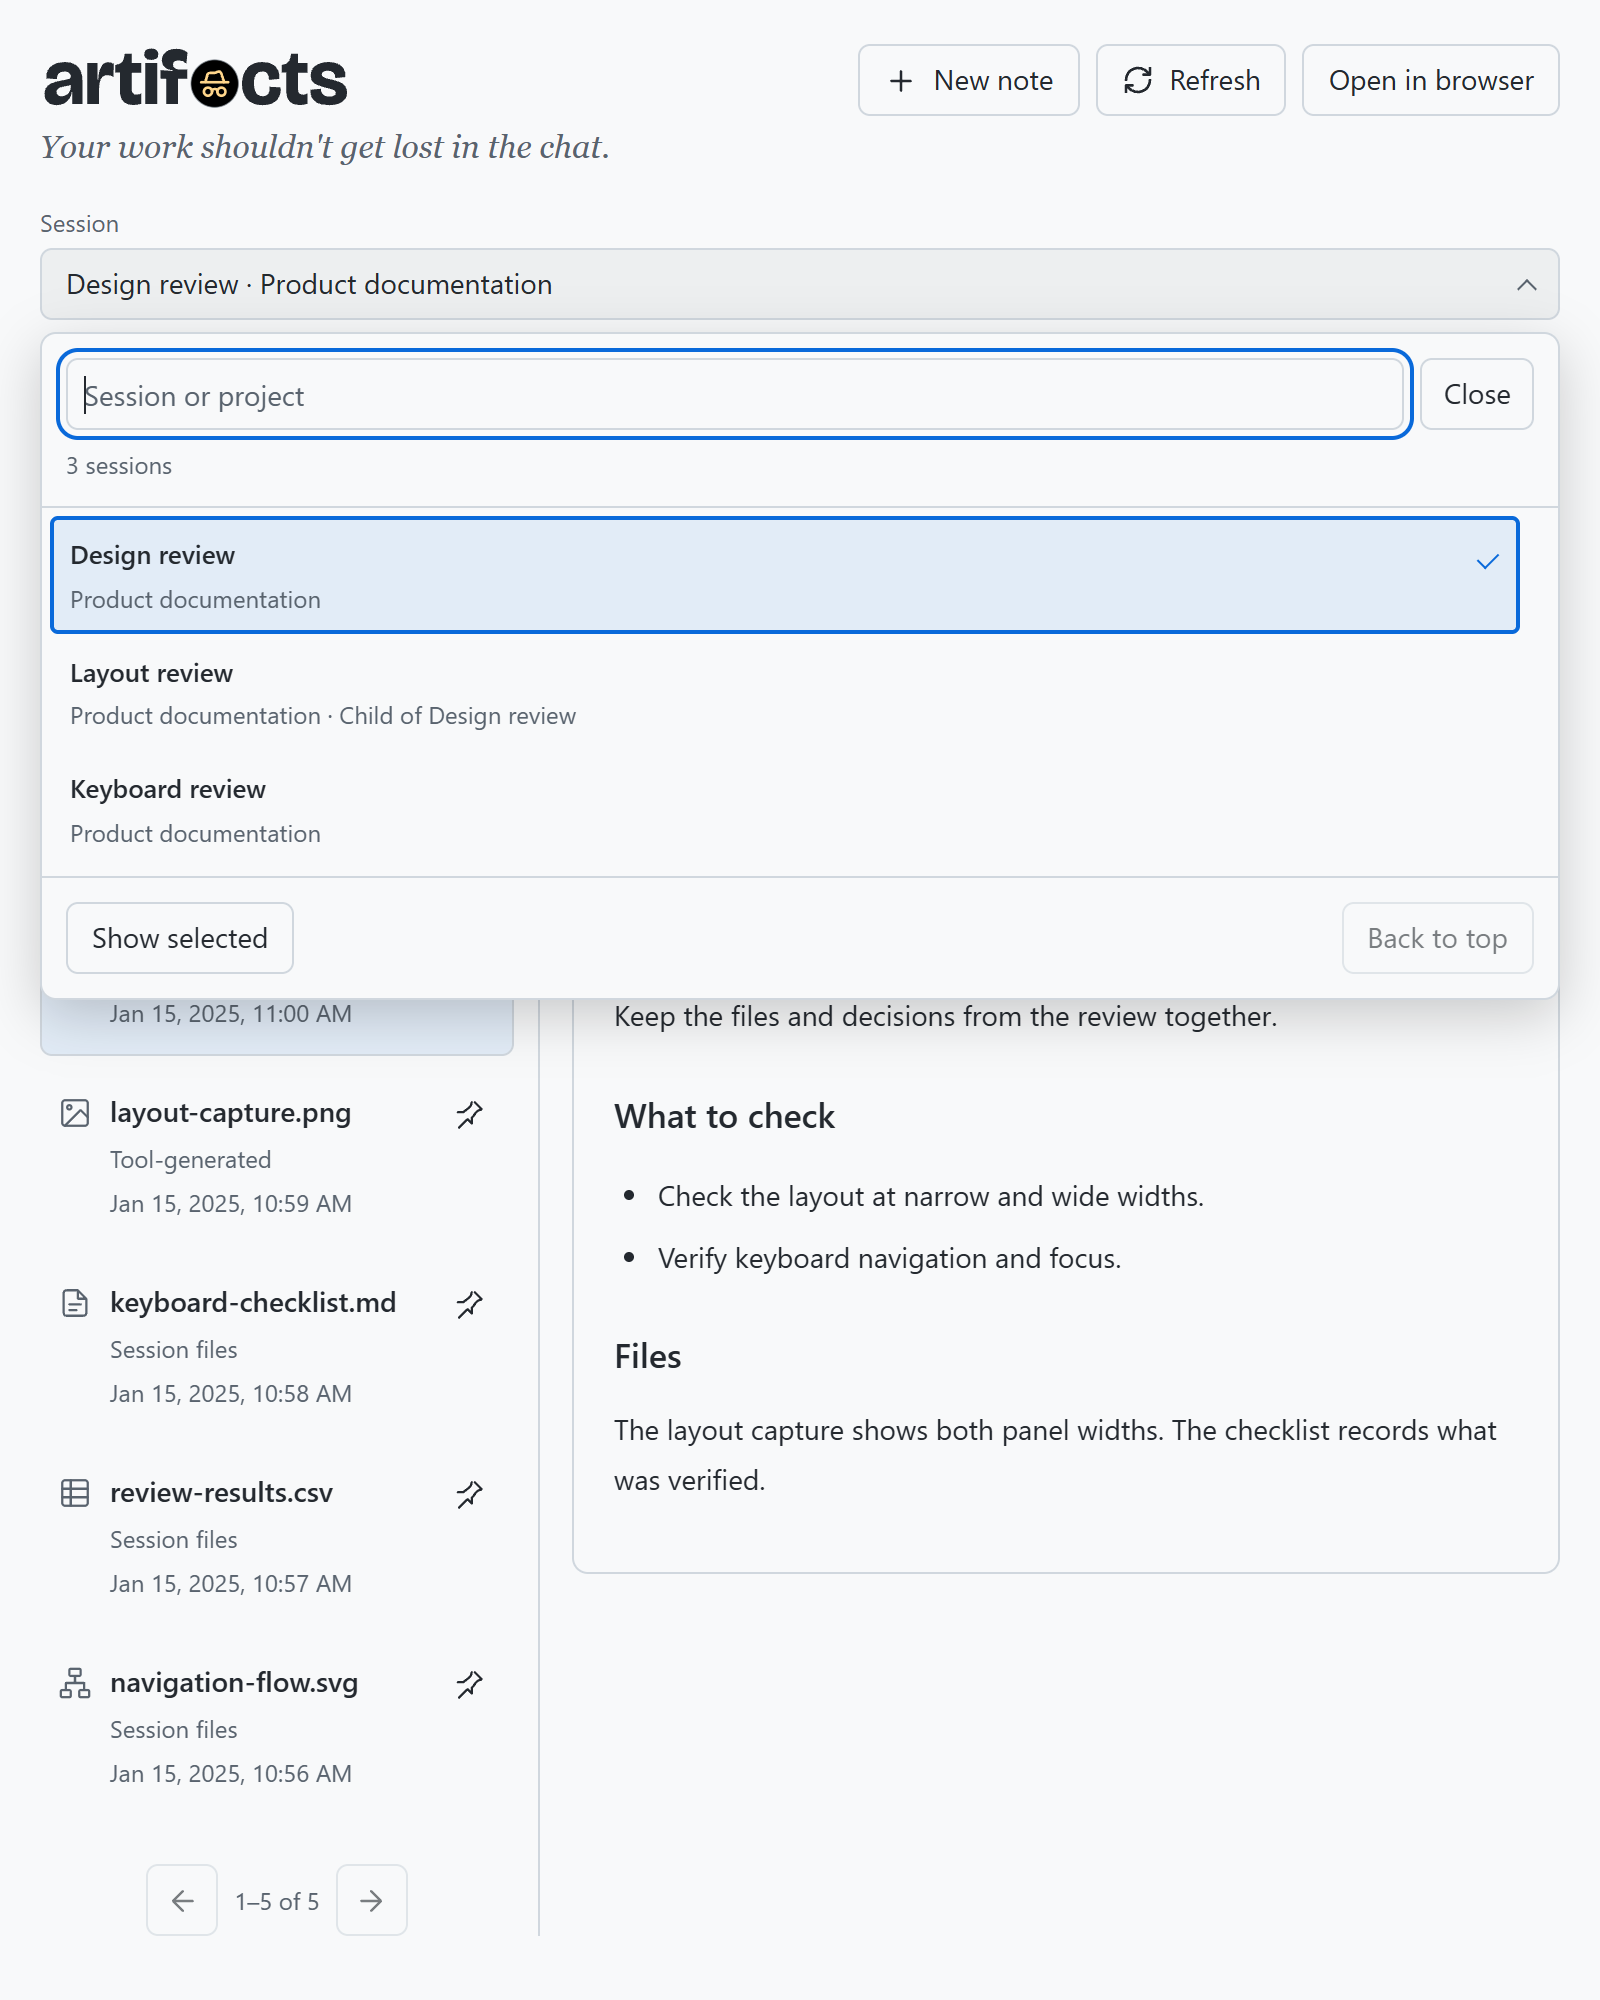 artifacts
New note
Refresh
Open in browser
Your work shouldn't get lost in the chat.
Session
Design review · Product documentation
Session or project
Close
3 sessions
Design review
Product documentation
Layout review
Product documentation · Child of Design review
Keyboard review
Product documentation
Show selected
Back to top
Jan 15, 2025, 11:00 AM
layout-capture.png
Tool-generated
Jan 15, 2025, 10:59 AM
keyboard-checklist.md
Session files
Jan 15, 2025, 10:58 AM
review-results.csv
Session files
Jan 15, 2025, 10:57 AM
navigation-flow.svg
Session files
Jan 15, 2025, 10:56 AM
1–5 of 5
Keep the files and decisions from the review together.
What to check
• Check the layout at narrow and wide widths.
• Verify keyboard navigation and focus.
Files
The layout capture shows both panel widths. The checklist records what
was verified.